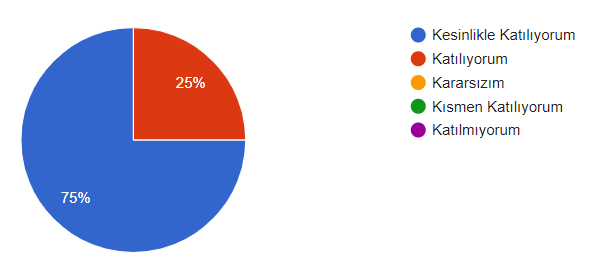 25%
75%
Kesinlikle Katılıyorum
Katılıyorum
Kararsızım
Kısmen Katılıyorum
Katılmıyorum